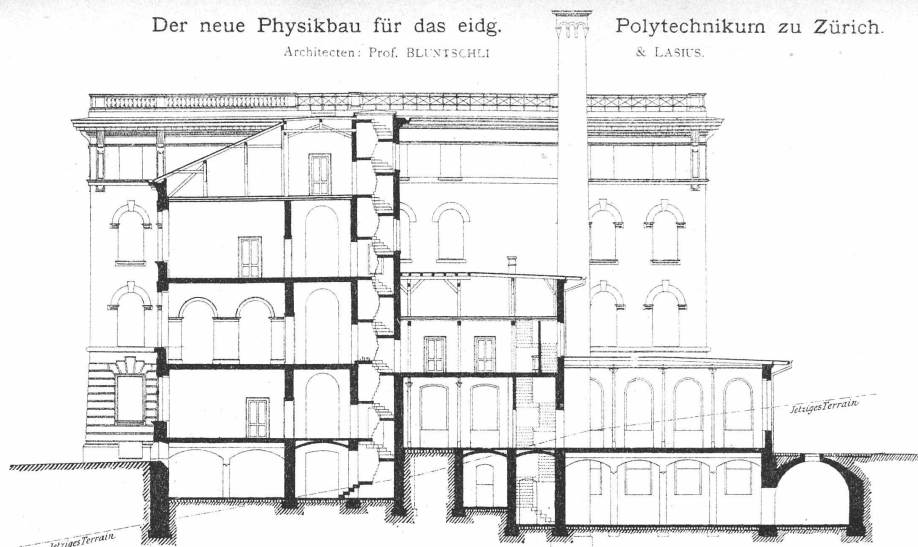 Der neue Physikbau für das eidg. Polytechnikum zu Zürich.
Architecten: Prof. BLUNTSCHLI & LASIUS.
Jetziges Terrain
Jetziges Terrain